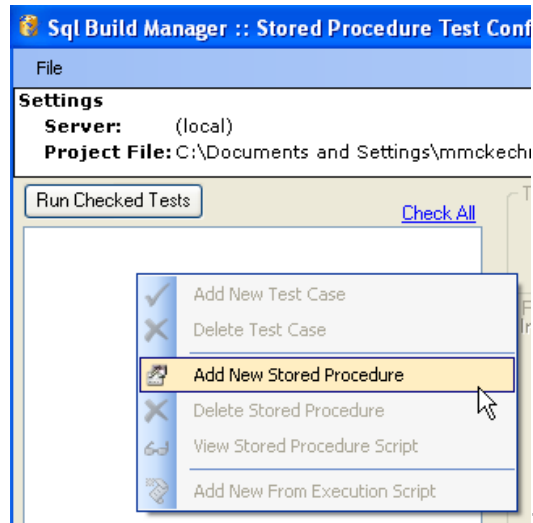 Sql Build Manager :: Stored Procedure Test Conf
File
Settings
Server: (local)
Project File: C:\Documents and Settings\mmckech
Run Checked Tests
Check All
Add New Test Case
Delete Test Case
Add New Stored Procedure
Delete Stored Procedure
View Stored Procedure Script
Add New From Execution Script